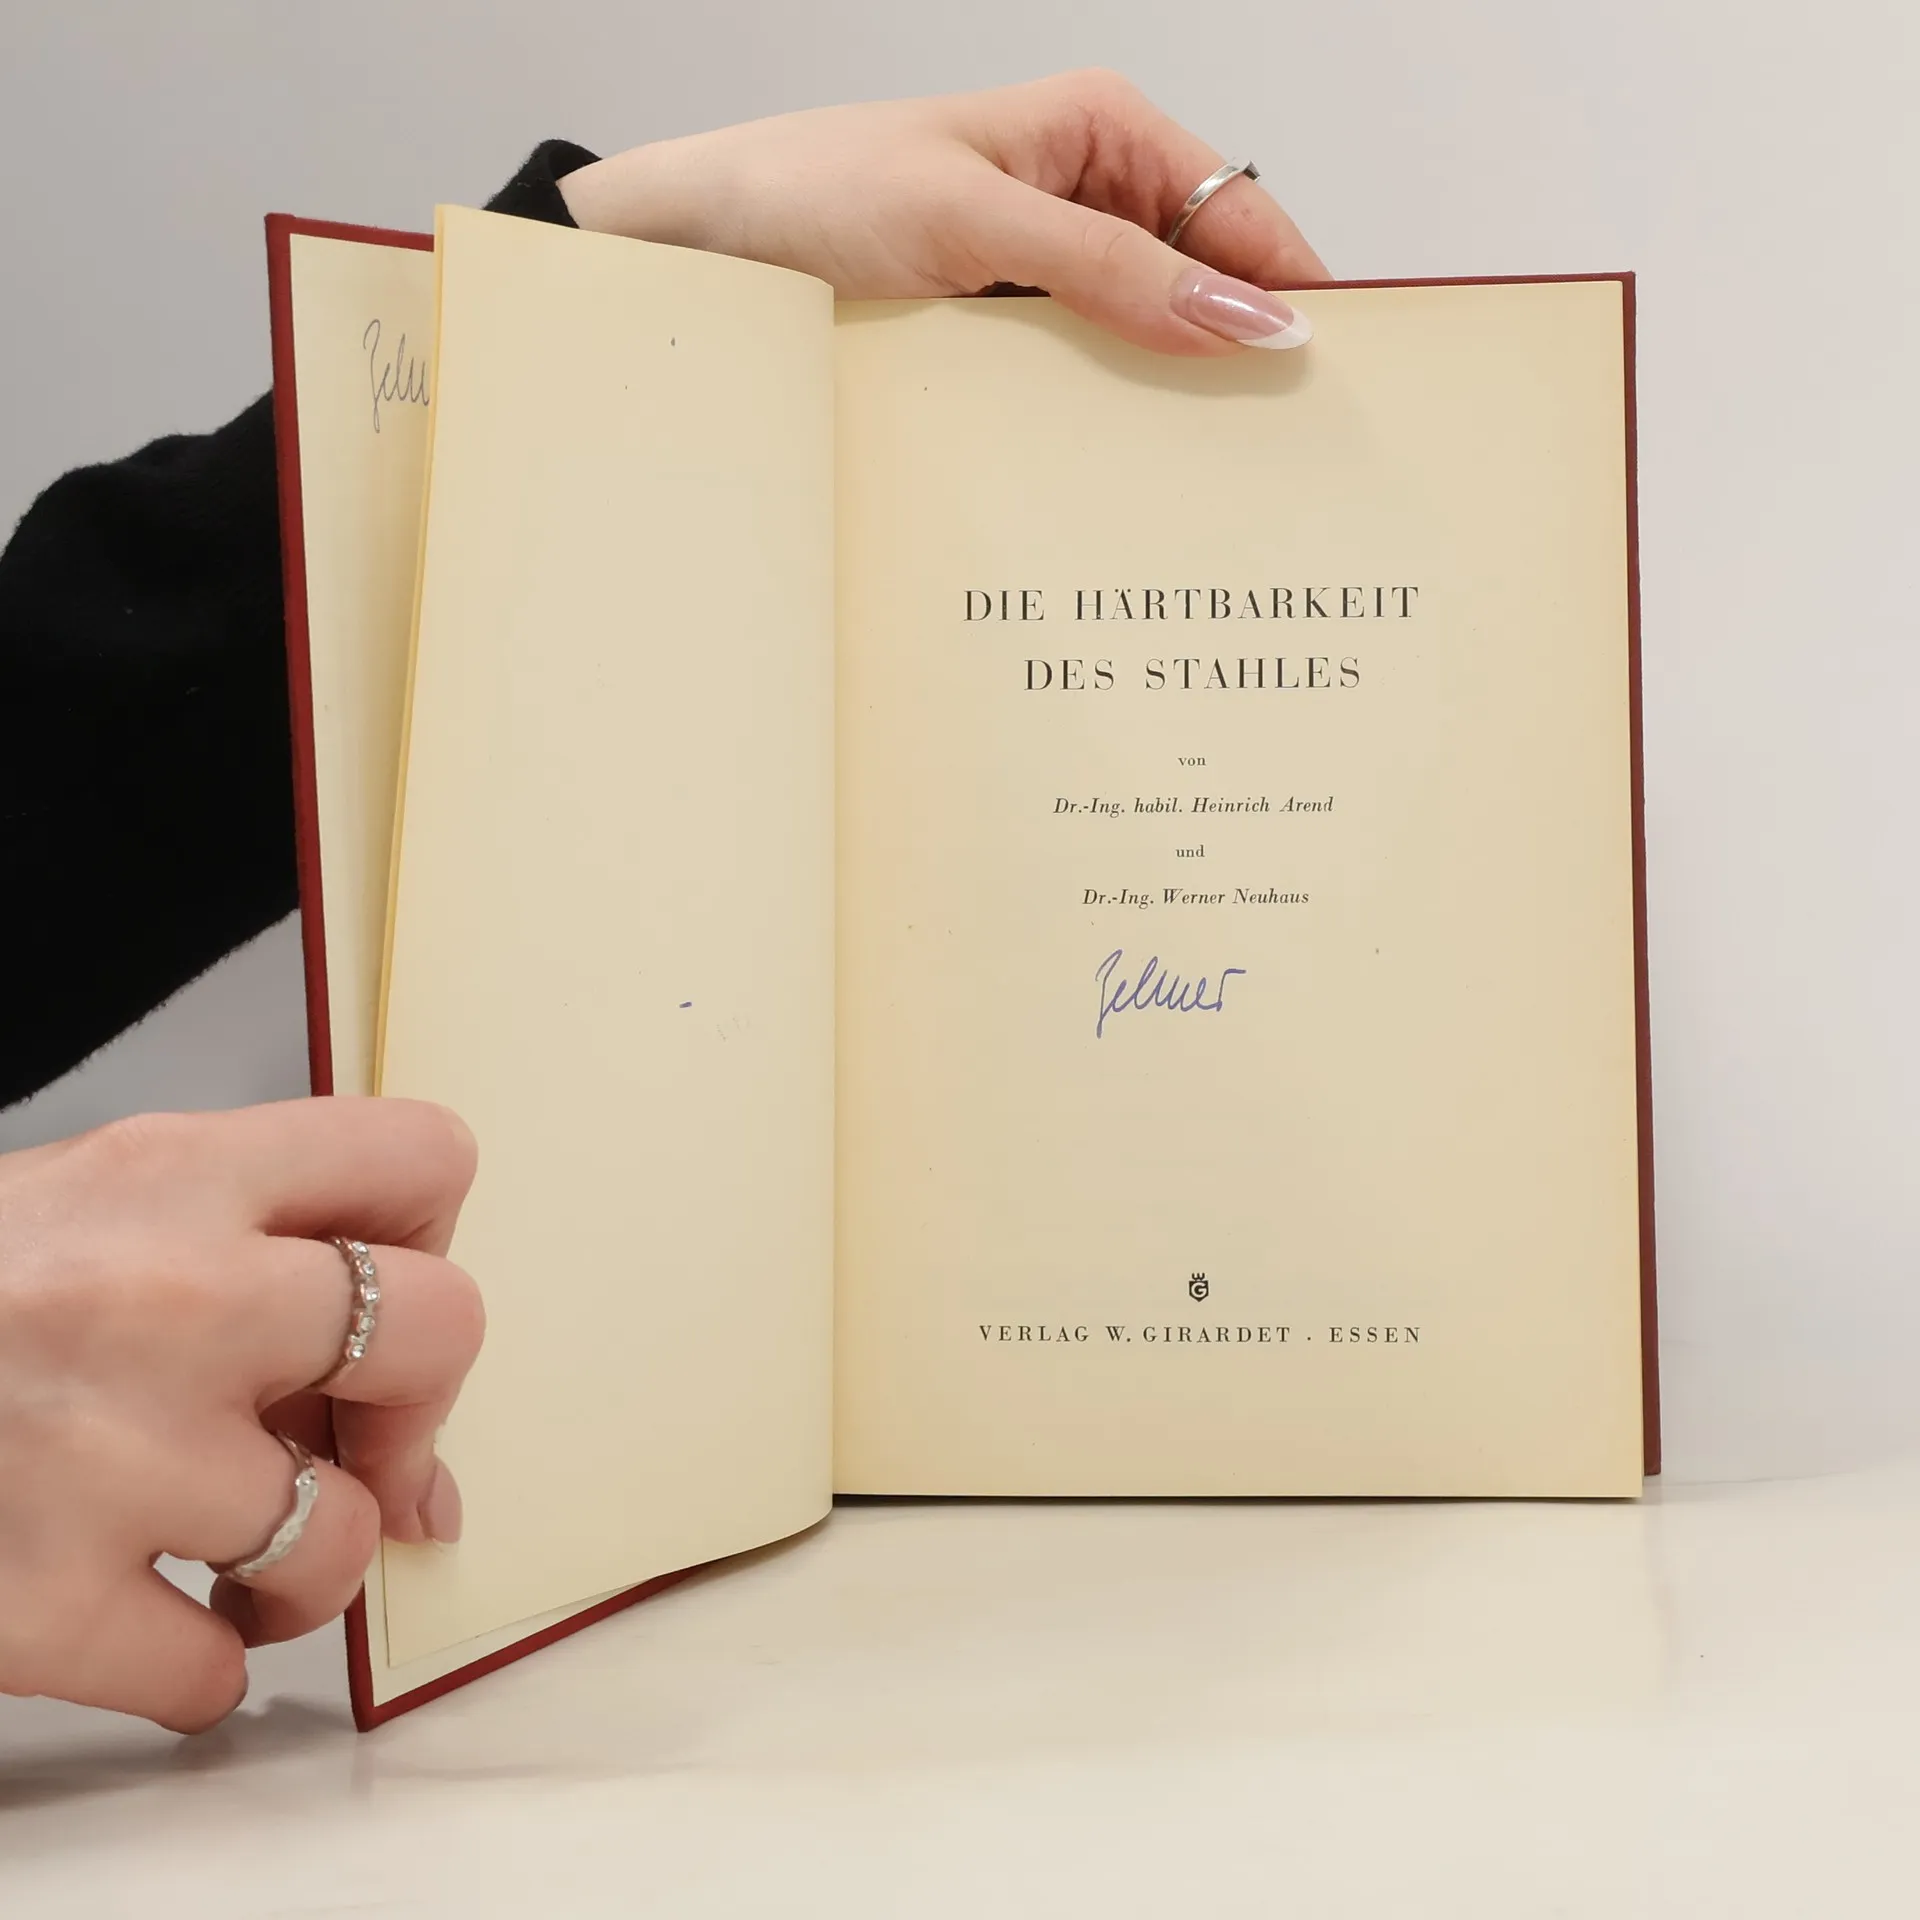 DIE HÄRTBARKEIT
DES STAHLES
von
Dr.-Ing. habil. Heinrich Arend
und
Dr.-Ing. Werner Neuhaus
G
VERLAG W. GIRARDET . ESSEN